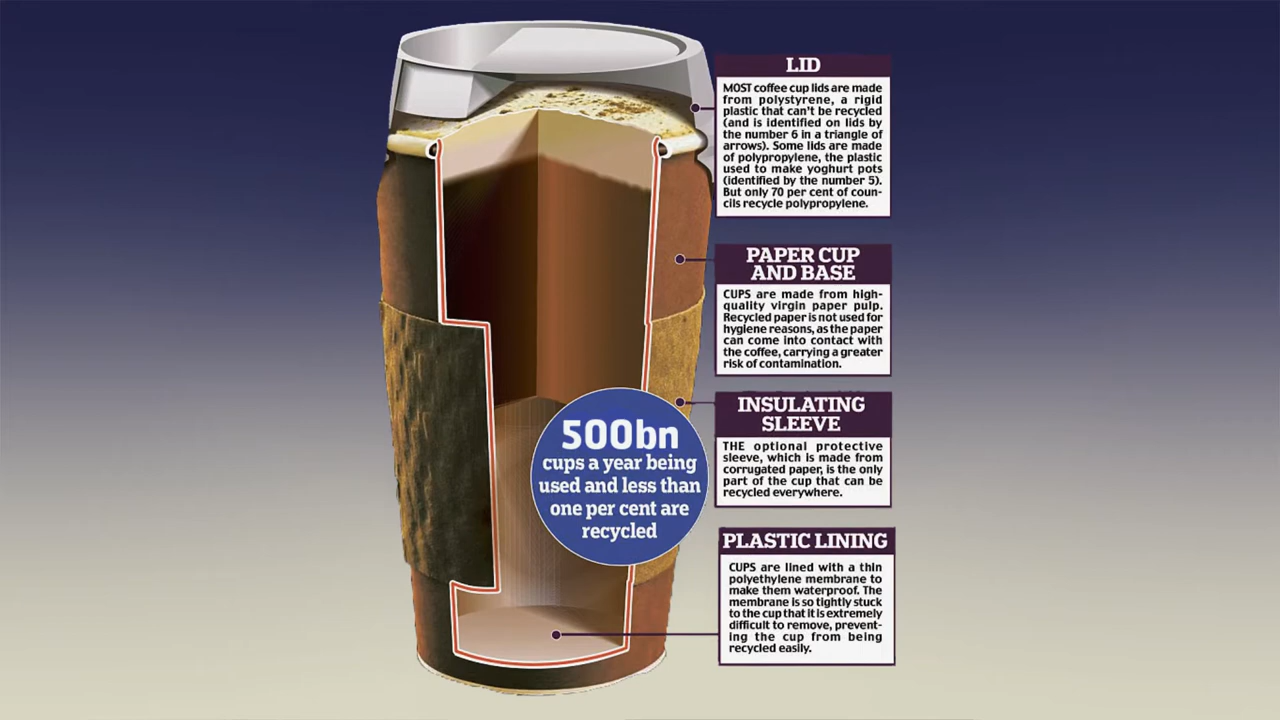 LID
MOST coffee cup lids are made
from polystyrene, a rigid
plastic that can't be recycled
(and is identified on lids by
the number 6 in a triangle of
arrows). Some lids are made
of polypropylene, the plastic
used to make yoghurt pots
(identified by the number 5).
But only 70 per cent of coun-
cils recycle polypropylene.
PAPER CUP
AND BASE
CUPS are made from high-
quality virgin paper pulp.
Recycled paper is not used for
hygiene reasons, as the paper
can come into contact with
the coffee, carrying a greater
risk of contamination.
INSULATING
SLEEVE
THE optional protective
sleeve, which is made from
corrugated paper, is the only
part of the cup that can be
recycled everywhere.
500bn
cups a year being
used and less than
one per cent are
recycled
PLASTIC LINING
CUPS are lined with a thin
polyethylene membrane to
make them waterproof. The
membrane is so tightly stuck
to the cup that it is extremely
difficult to remove, prevent-
ing the cup from being
recycled easily.